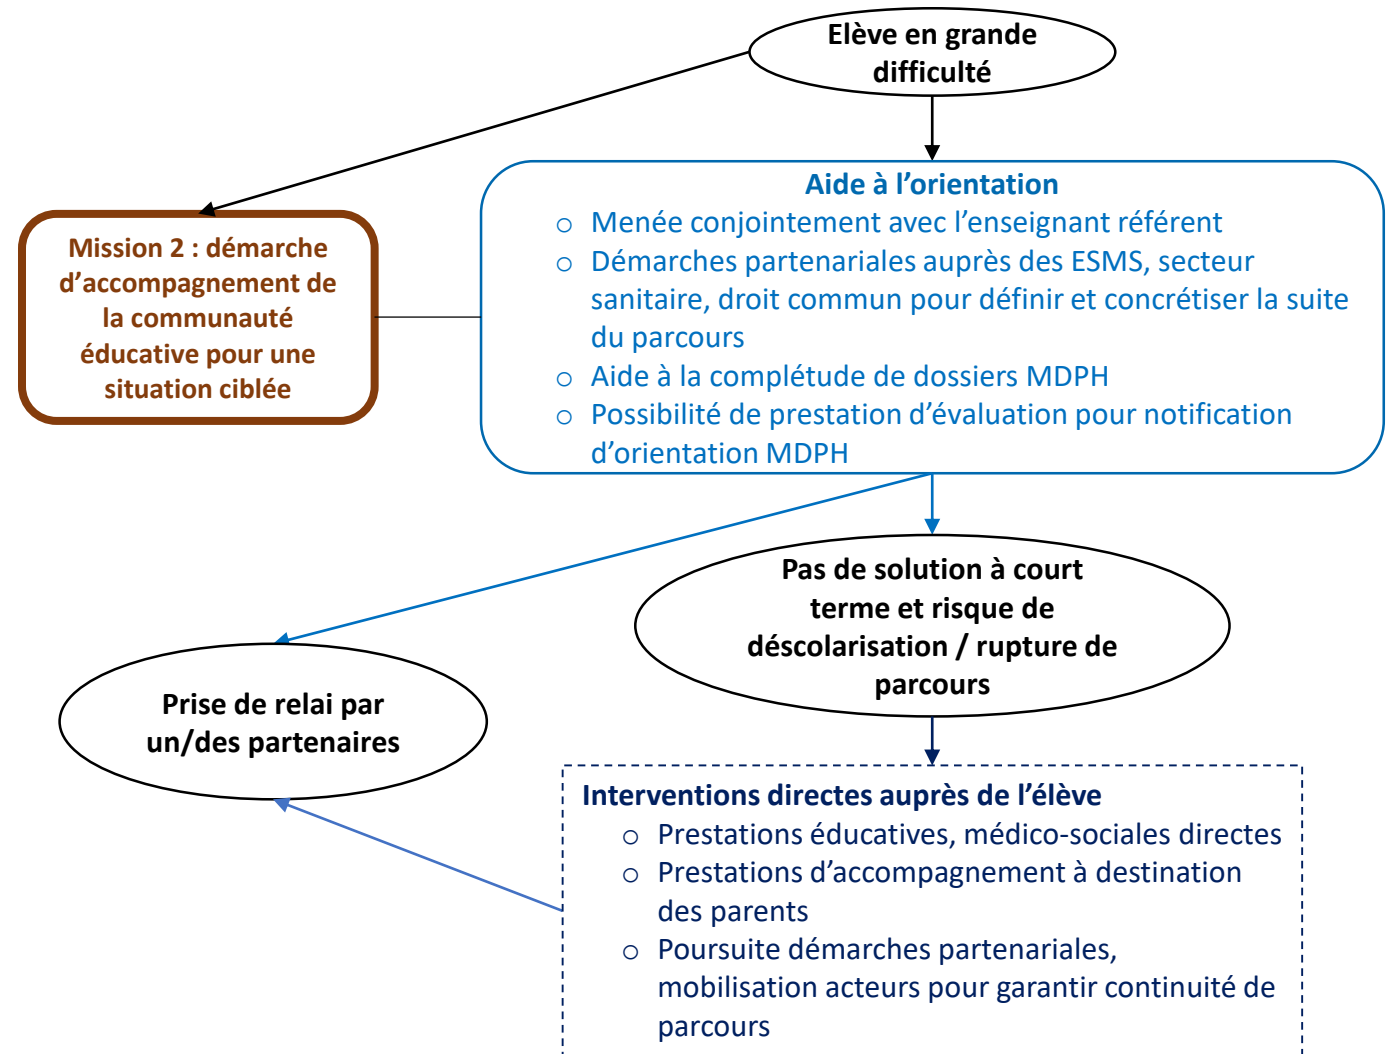 Elève en grande
difficulté
Aide à l’orientation
o Menée conjointement avec l’enseignant référent
o Démarches partenariales auprès des ESMS, secteur
sanitaire, droit commun pour définir et concrétiser la suite
du parcours
o Aide à la complétude de dossiers MDPH
o Possibilité de prestation d’évaluation pour notification
d’orientation MDPH
Mission 2 : démarche
d’accompagnement de
la communauté
éducative pour une
situation ciblée
Pas de solution à court
terme et risque de
déscolarisation / rupture de
parcours
Prise de relai par
un/des partenaires
Interventions directes auprès de l’élève
o Prestations éducatives, médico-sociales directes
o Prestations d’accompagnement à destination
des parents
o Poursuite démarches partenariales,
mobilisation acteurs pour garantir continuité de
parcours